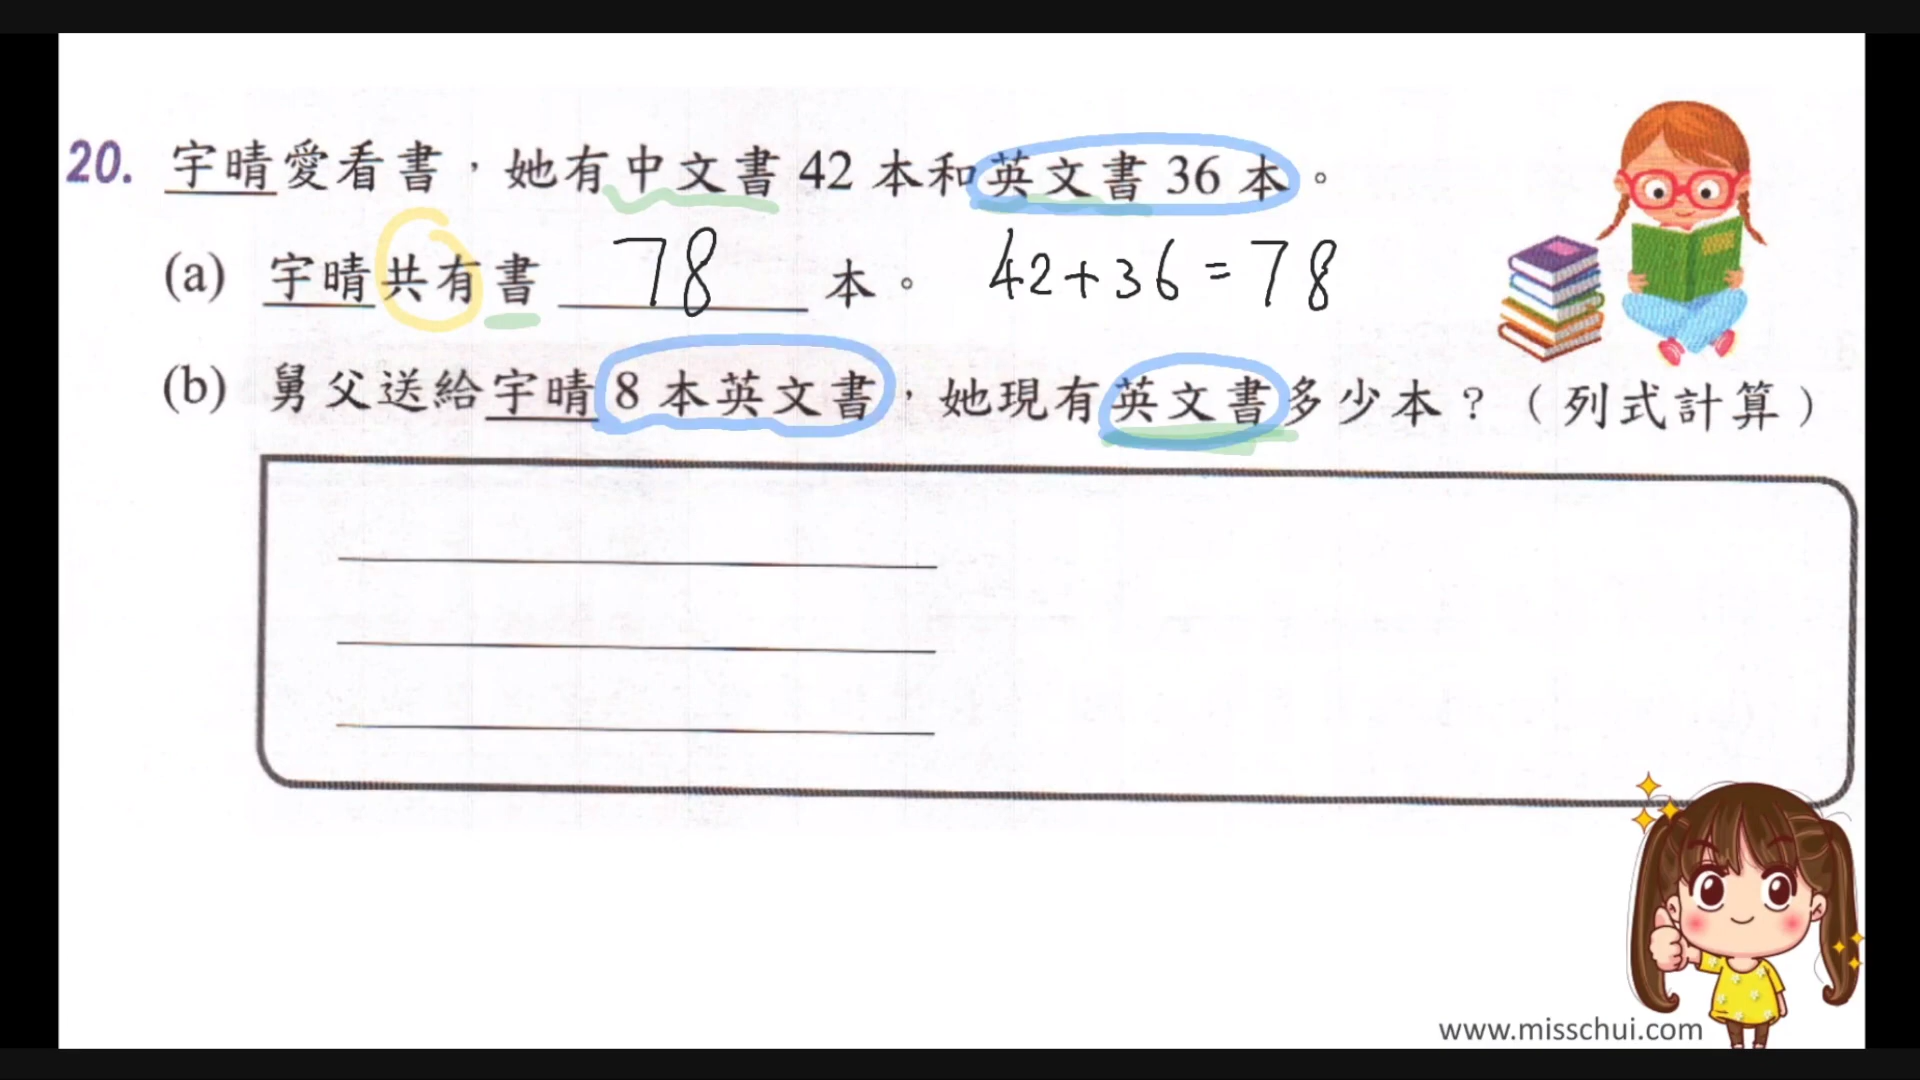 20. 宇晴愛看書，她有中文書 42 本和英文書 36 本。
(a) 宇晴共有書 78 本。 42+36=78
(b) 舅父送給宇晴 8 本英文書，她現有英文書多少本？（列式計算）
www.misschui.com